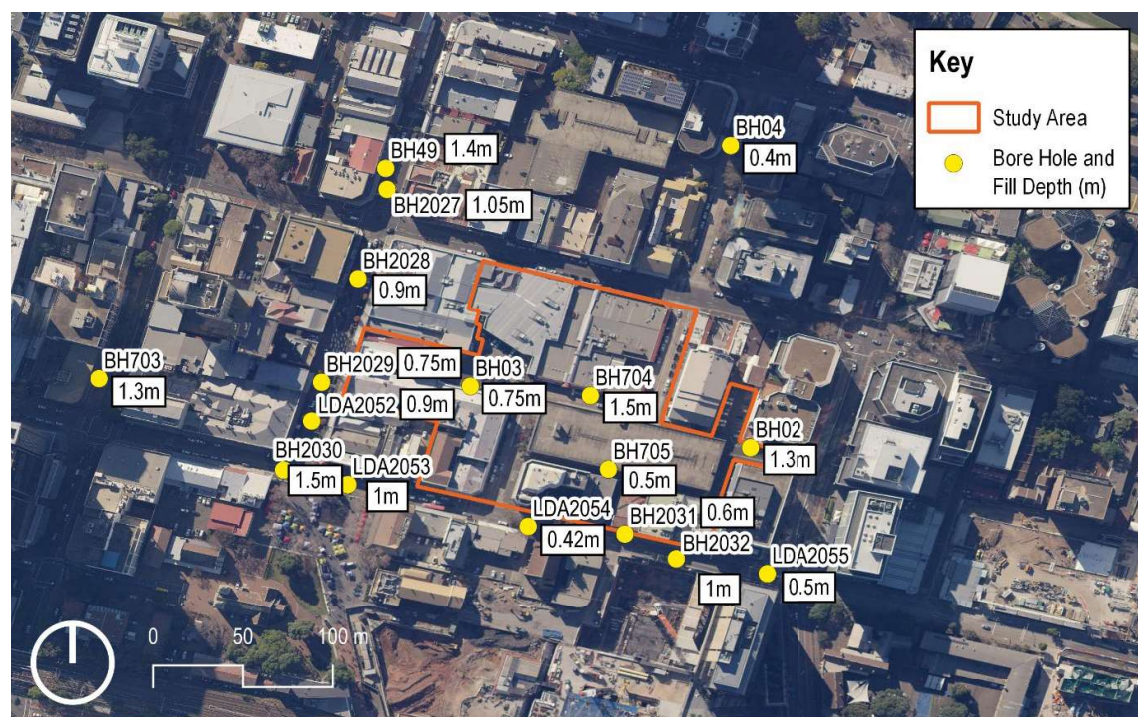 Key
Study Area
Bore Hole and
Fill Depth (m)
BH04
0.4m
BH49
1.4m
BH2027
1.05m
BH2028
0.9m
BH2029
0.75m
BH03
0.75m
BH703
1.3m
LDA2052
0.9m
BH704
1.5m
BH2030
1.5m
LDA2053
1m
BH705
0.5m
BH02
1.3m
LDA2054
0.42m
BH2031
0.6m
BH2032
1m
LDA2055
0.5m
0 50 100 m